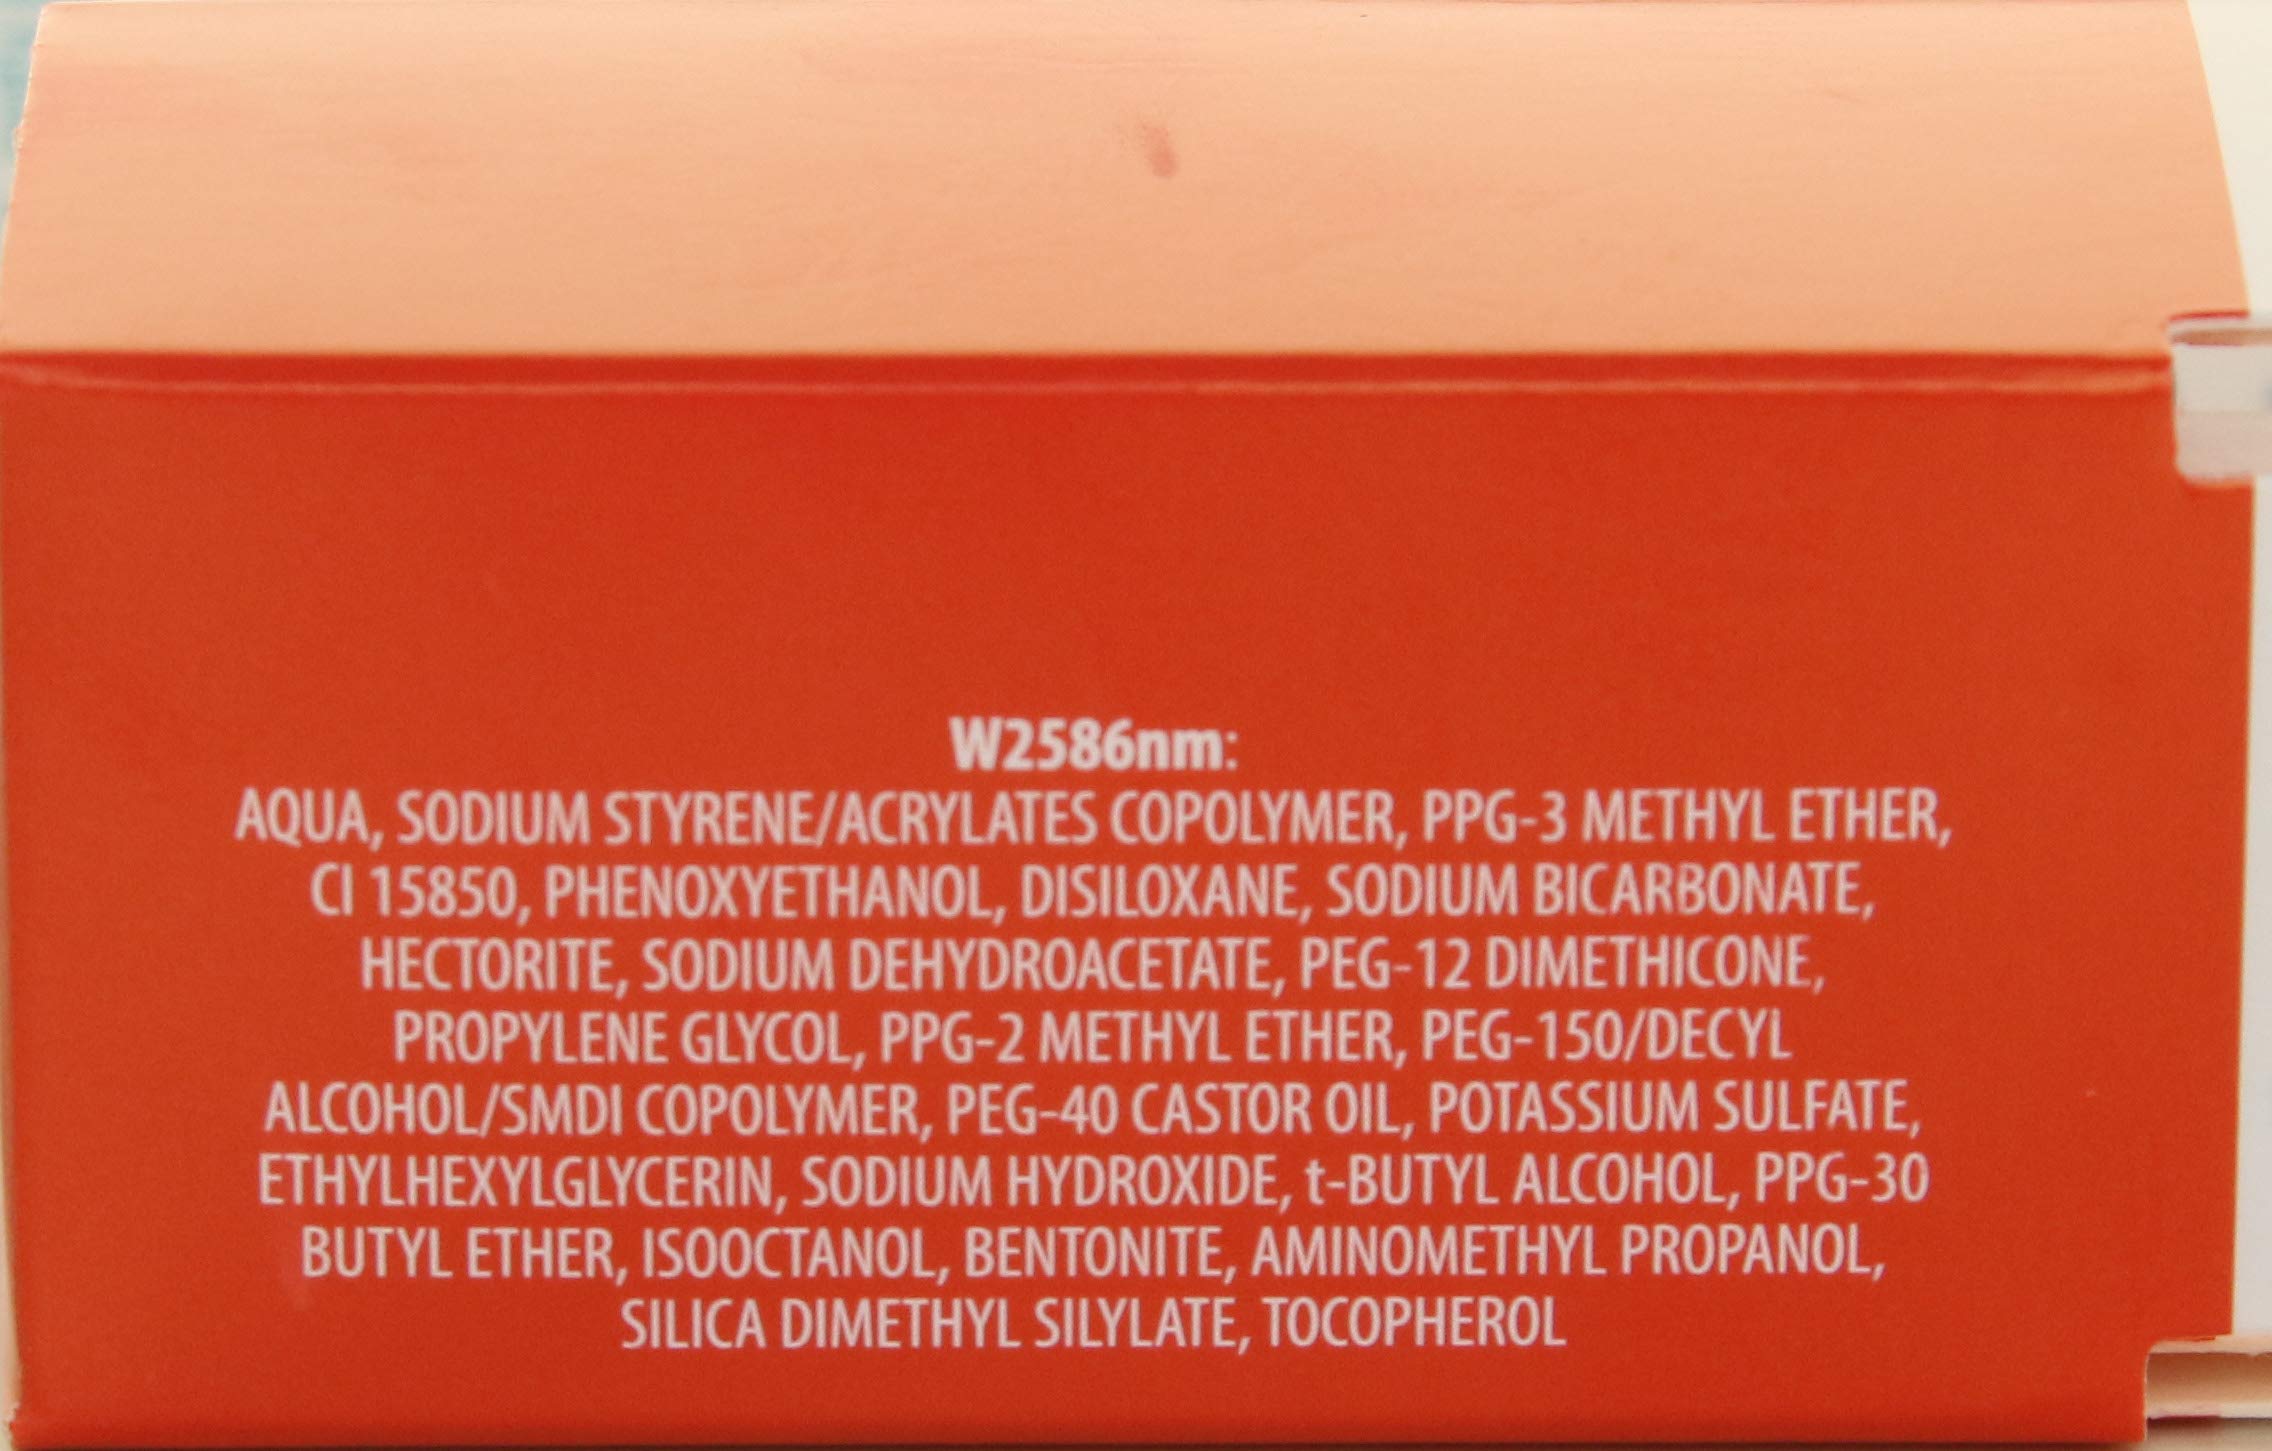 W2586nm:
AQUA, SODIUM STYRENE/ACRYLATES COPOLYMER, PPG-3 METHYL ETHER,
CI 15850, PHENOXYETHANOL, DISILOXANE, SODIUM BICARBONATE,
HECTORITE, SODIUM DEHYDROACETATE, PEG-12 DIMETHICONE,
PROPYLENE GLYCOL, PPG-2 METHYL ETHER, PEG-150/DECYL
ALCOHOL/SMDI COPOLYMER, PEG-40 CASTOR OIL, POTASSIUM SULFATE,
ETHYLHEXYLGLYCERIN, SODIUM HYDROXIDE, t-BUTYL ALCOHOL, PPG-30
BUTYL ETHER, ISOOCTANOL, BENTONITE, AMINOMETHYL PROPANOL,
SILICA DIMETHYL SILYLATE, TOCOPHEROL